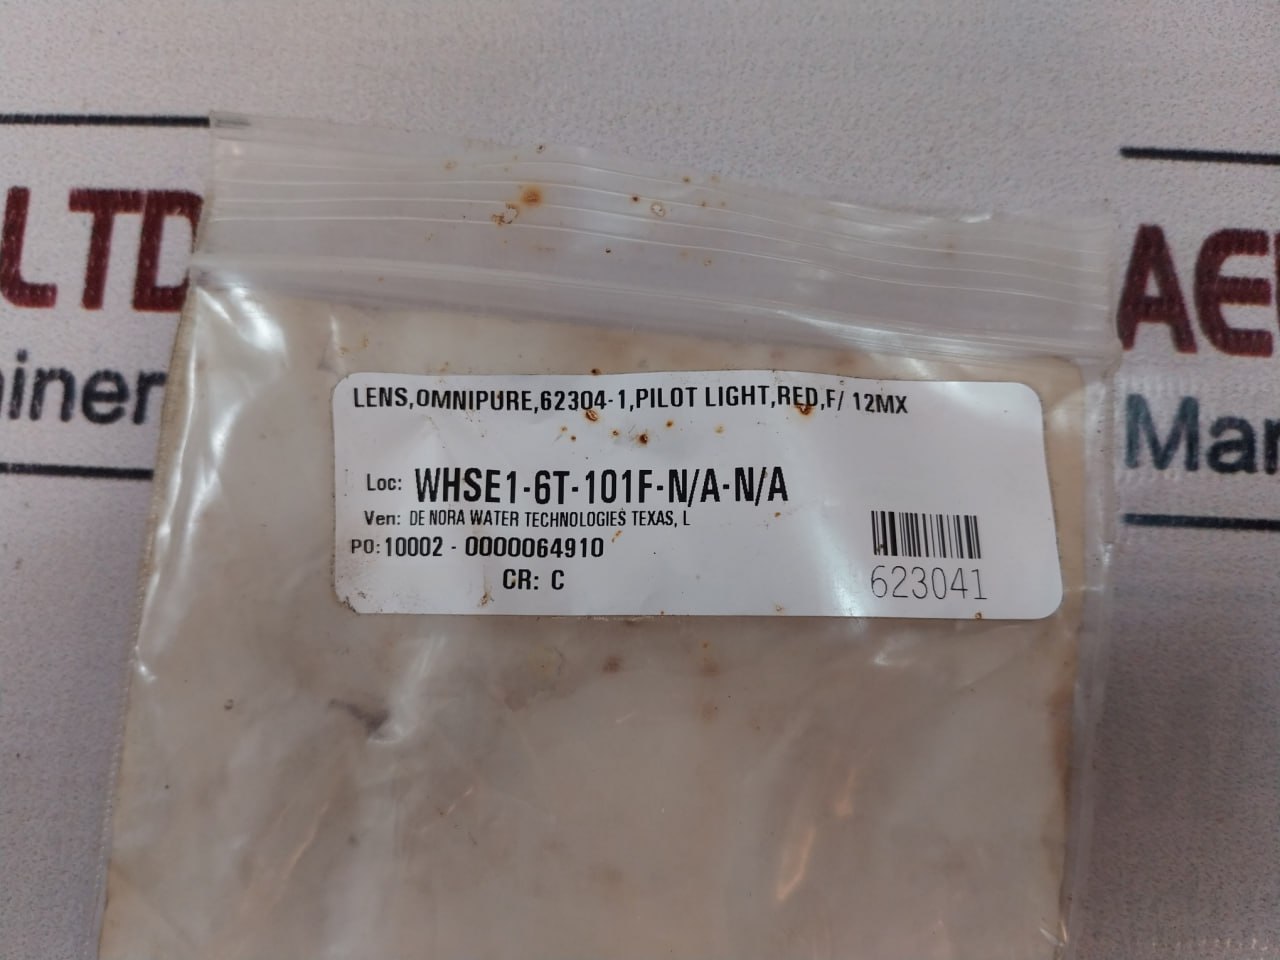 LTD
AE
Mar
LENS,OMNIPURE,62304-1,PILOT LIGHT,RED,F/ 12MX
Loc: WHSE1-6T-101F-N/A-N/A
Ven: DE NORA WATER TECHNOLOGIES TEXAS, L
PO:10002 - 0000064910
CR: C
623041